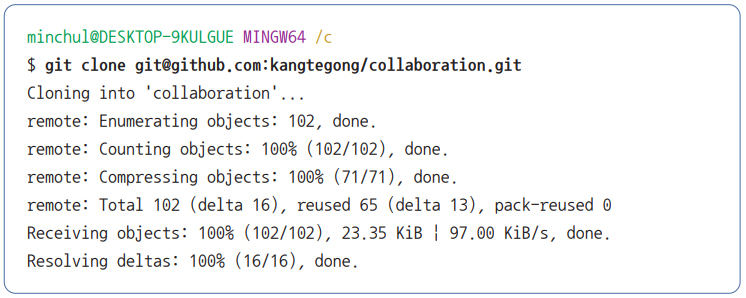 minchul@DESKTOP-9KULGUE MINGW64 /c
$ git clone git@github.com:kangtegong/collaboration.git
Cloning into 'collaboration'...
remote: Enumerating objects: 102, done.
remote: Counting objects: 100% (102/102), done.
remote: Compressing objects: 100% (71/71), done.
remote: Total 102 (delta 16), reused 65 (delta 13), pack-reused 0
Receiving objects: 100% (102/102), 23.35 KiB | 97.00 KiB/s, done.
Resolving deltas: 100% (16/16), done.